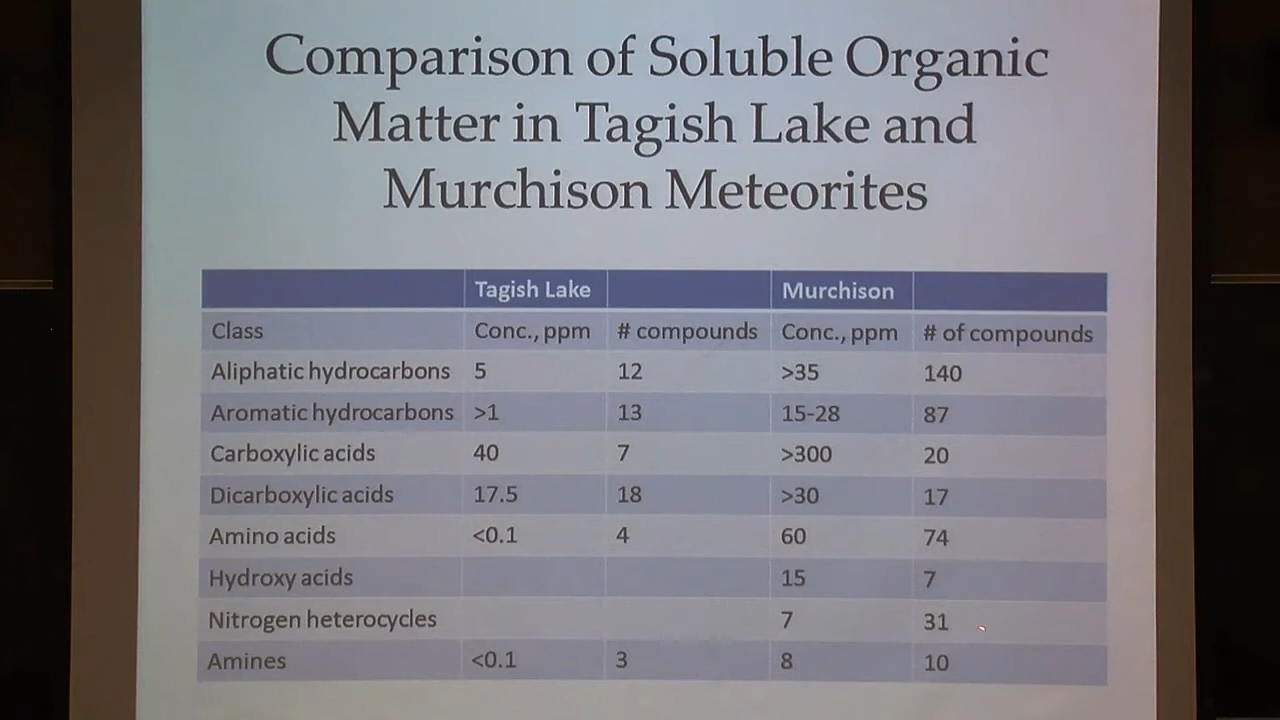 Comparison of Soluble Organic
Matter in Tagish Lake and
Murchison Meteorites
Tagish Lake Murchison
Class Conc., ppm # compounds Conc., ppm # of compounds
Aliphatic hydrocarbons 5 12 >35 140
Aromatic hydrocarbons >1 13 15-28 87
Carboxylic acids 40 7 >300 20
Dicarboxylic acids 17.5 18 >30 17
Amino acids <0.1 4 60 74
Hydroxy acids 15 7
Nitrogen heterocycles 7 31
Amines <0.1 3 8 10